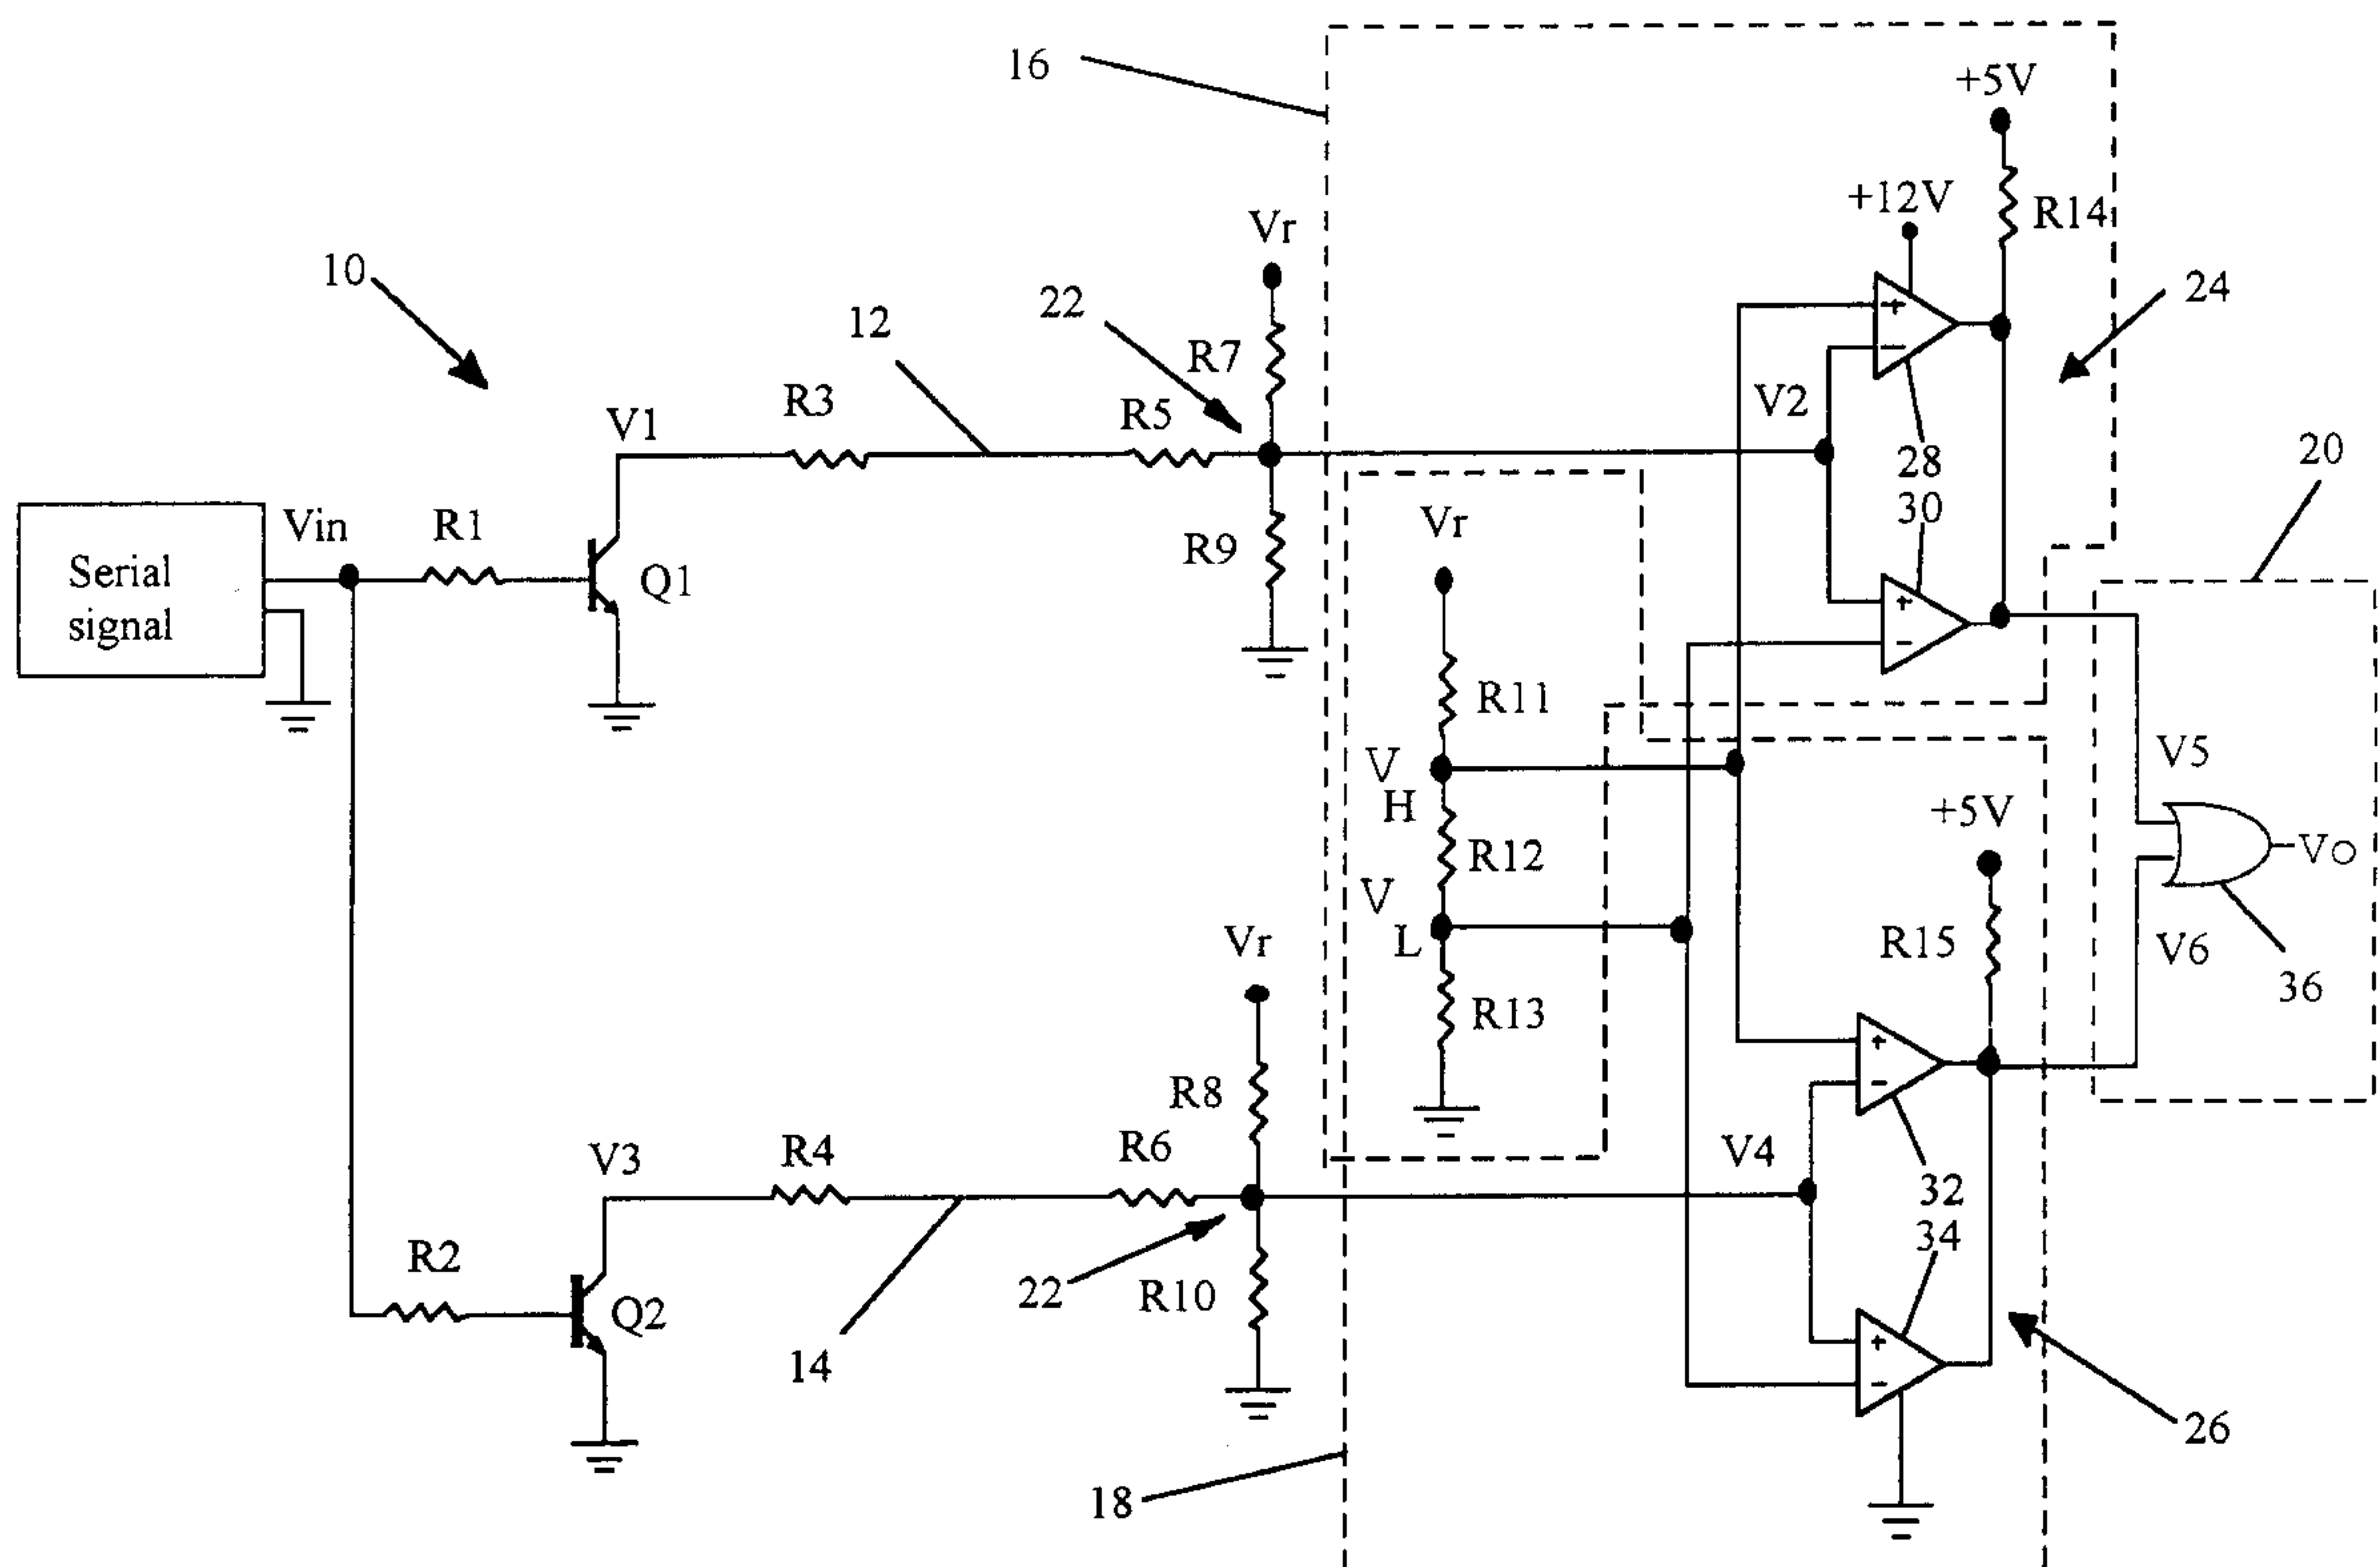 16
+5V
+12V
R14
Vr
10
22
24
12
R7
R3
R5
V2
V1
28
20
30
Vin
R1
Vr
R9
Serial
signal
Q1
R11
V
H
V5
+5V
R12
Vo
V
L
Vr
R15
V6
36
R13
R8
V3
R4
R6
V4
32
34
R2
22
R10
Q2
14
26
18
+
-
+
-
+
-
+
-